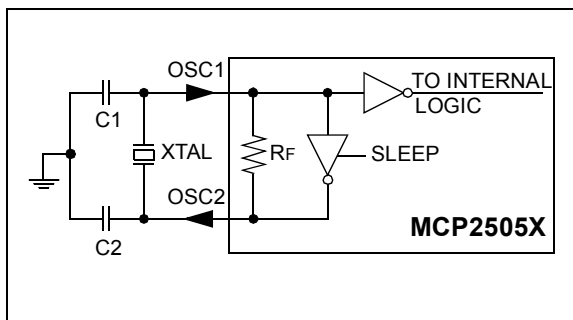 OSC1
TO INTERNAL
LOGIC
C1
XTAL
RF
SLEEP
OSC2
C2
MCP2505X